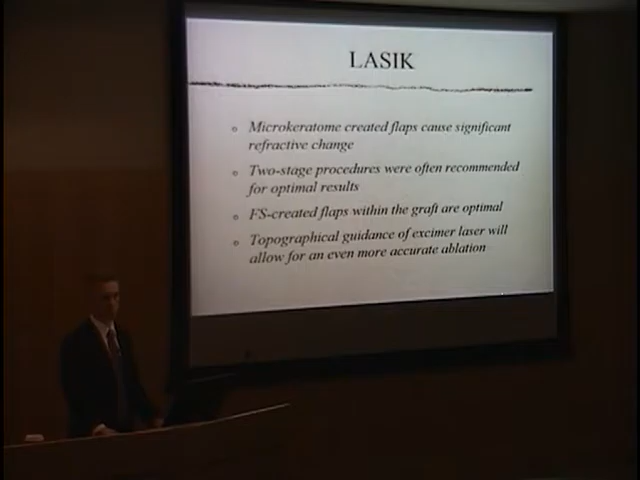 LASIK
Microkeratome created flaps cause significant
refractive change
Two-stage procedures were often recommended
for optimal results
FS-created flaps within the graft are optimal
Topographical guidance of excimer laser will
allow for an even more accurate ablation